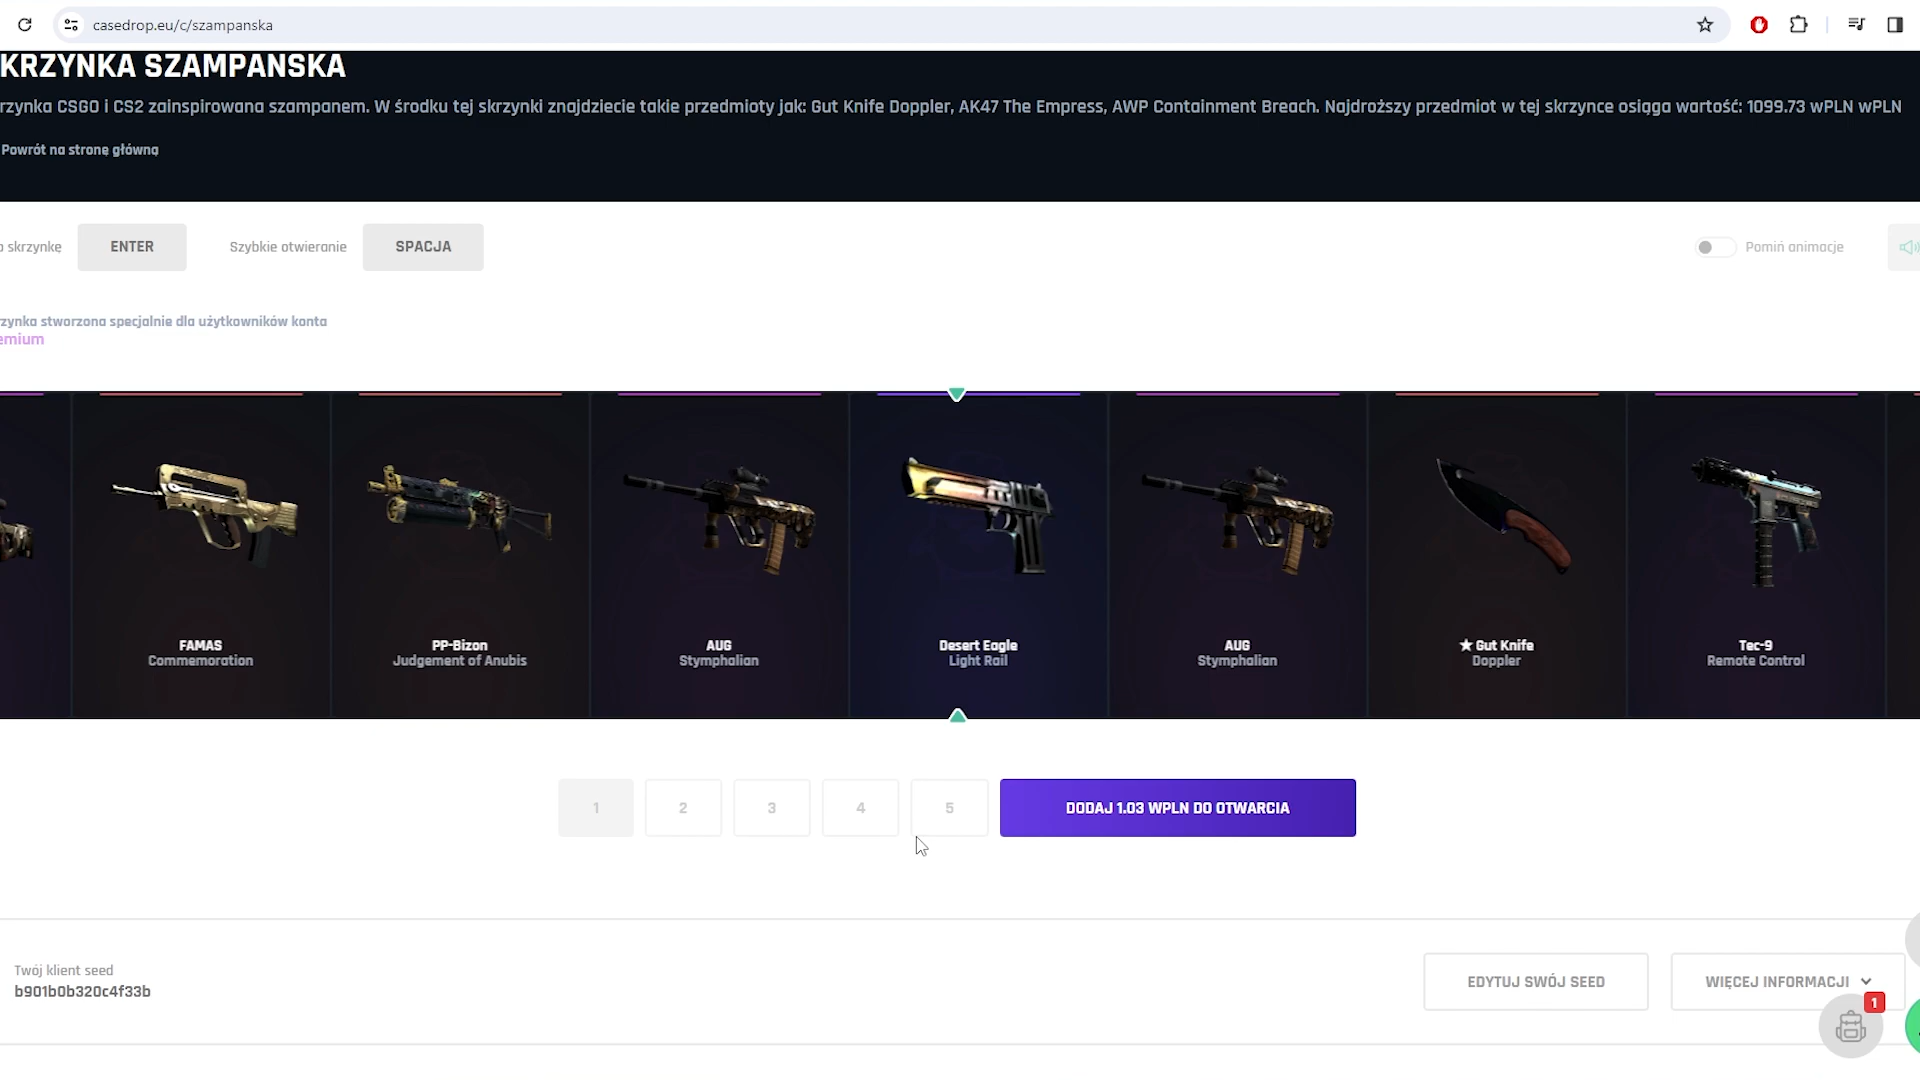 casedrop.eu/c/szampanska
KRZYNKA SZAMPAŃSKA
rzynka CSGO i CS2 zainspirowana szampanem. W środku tej skrzynki znajdziecie takie przedmioty jak: Gut Knife Doppler, AK47 The Empress, AWP Containment Breach. Najdroższy przedmiot w tej skrzynce osiąga wartość: 1099.73 wPLN wPLN
Powrót na stronę główną
a skrzynkę ENTER Szybkie otwieranie SPACJA Pomiń animacje
zynka stworzona specjalnie dla użytkowników konta
emium
FAMAS
Commemoration
PP-Bizon
Judgement of Anubis
AUG
Stymphalian
Desert Eagle
Light Rail
AUG
Stymphalian
★ Gut Knife
Doppler
Tec-9
Remote Control
1 2 3 4 5 DODAJ 1.03 WPLN DO OTWARCIA
Twój klient seed
b901b0b320c4f33b
EDYTUJ SWÓJ SEED WIĘCEJ INFORMACJI
1